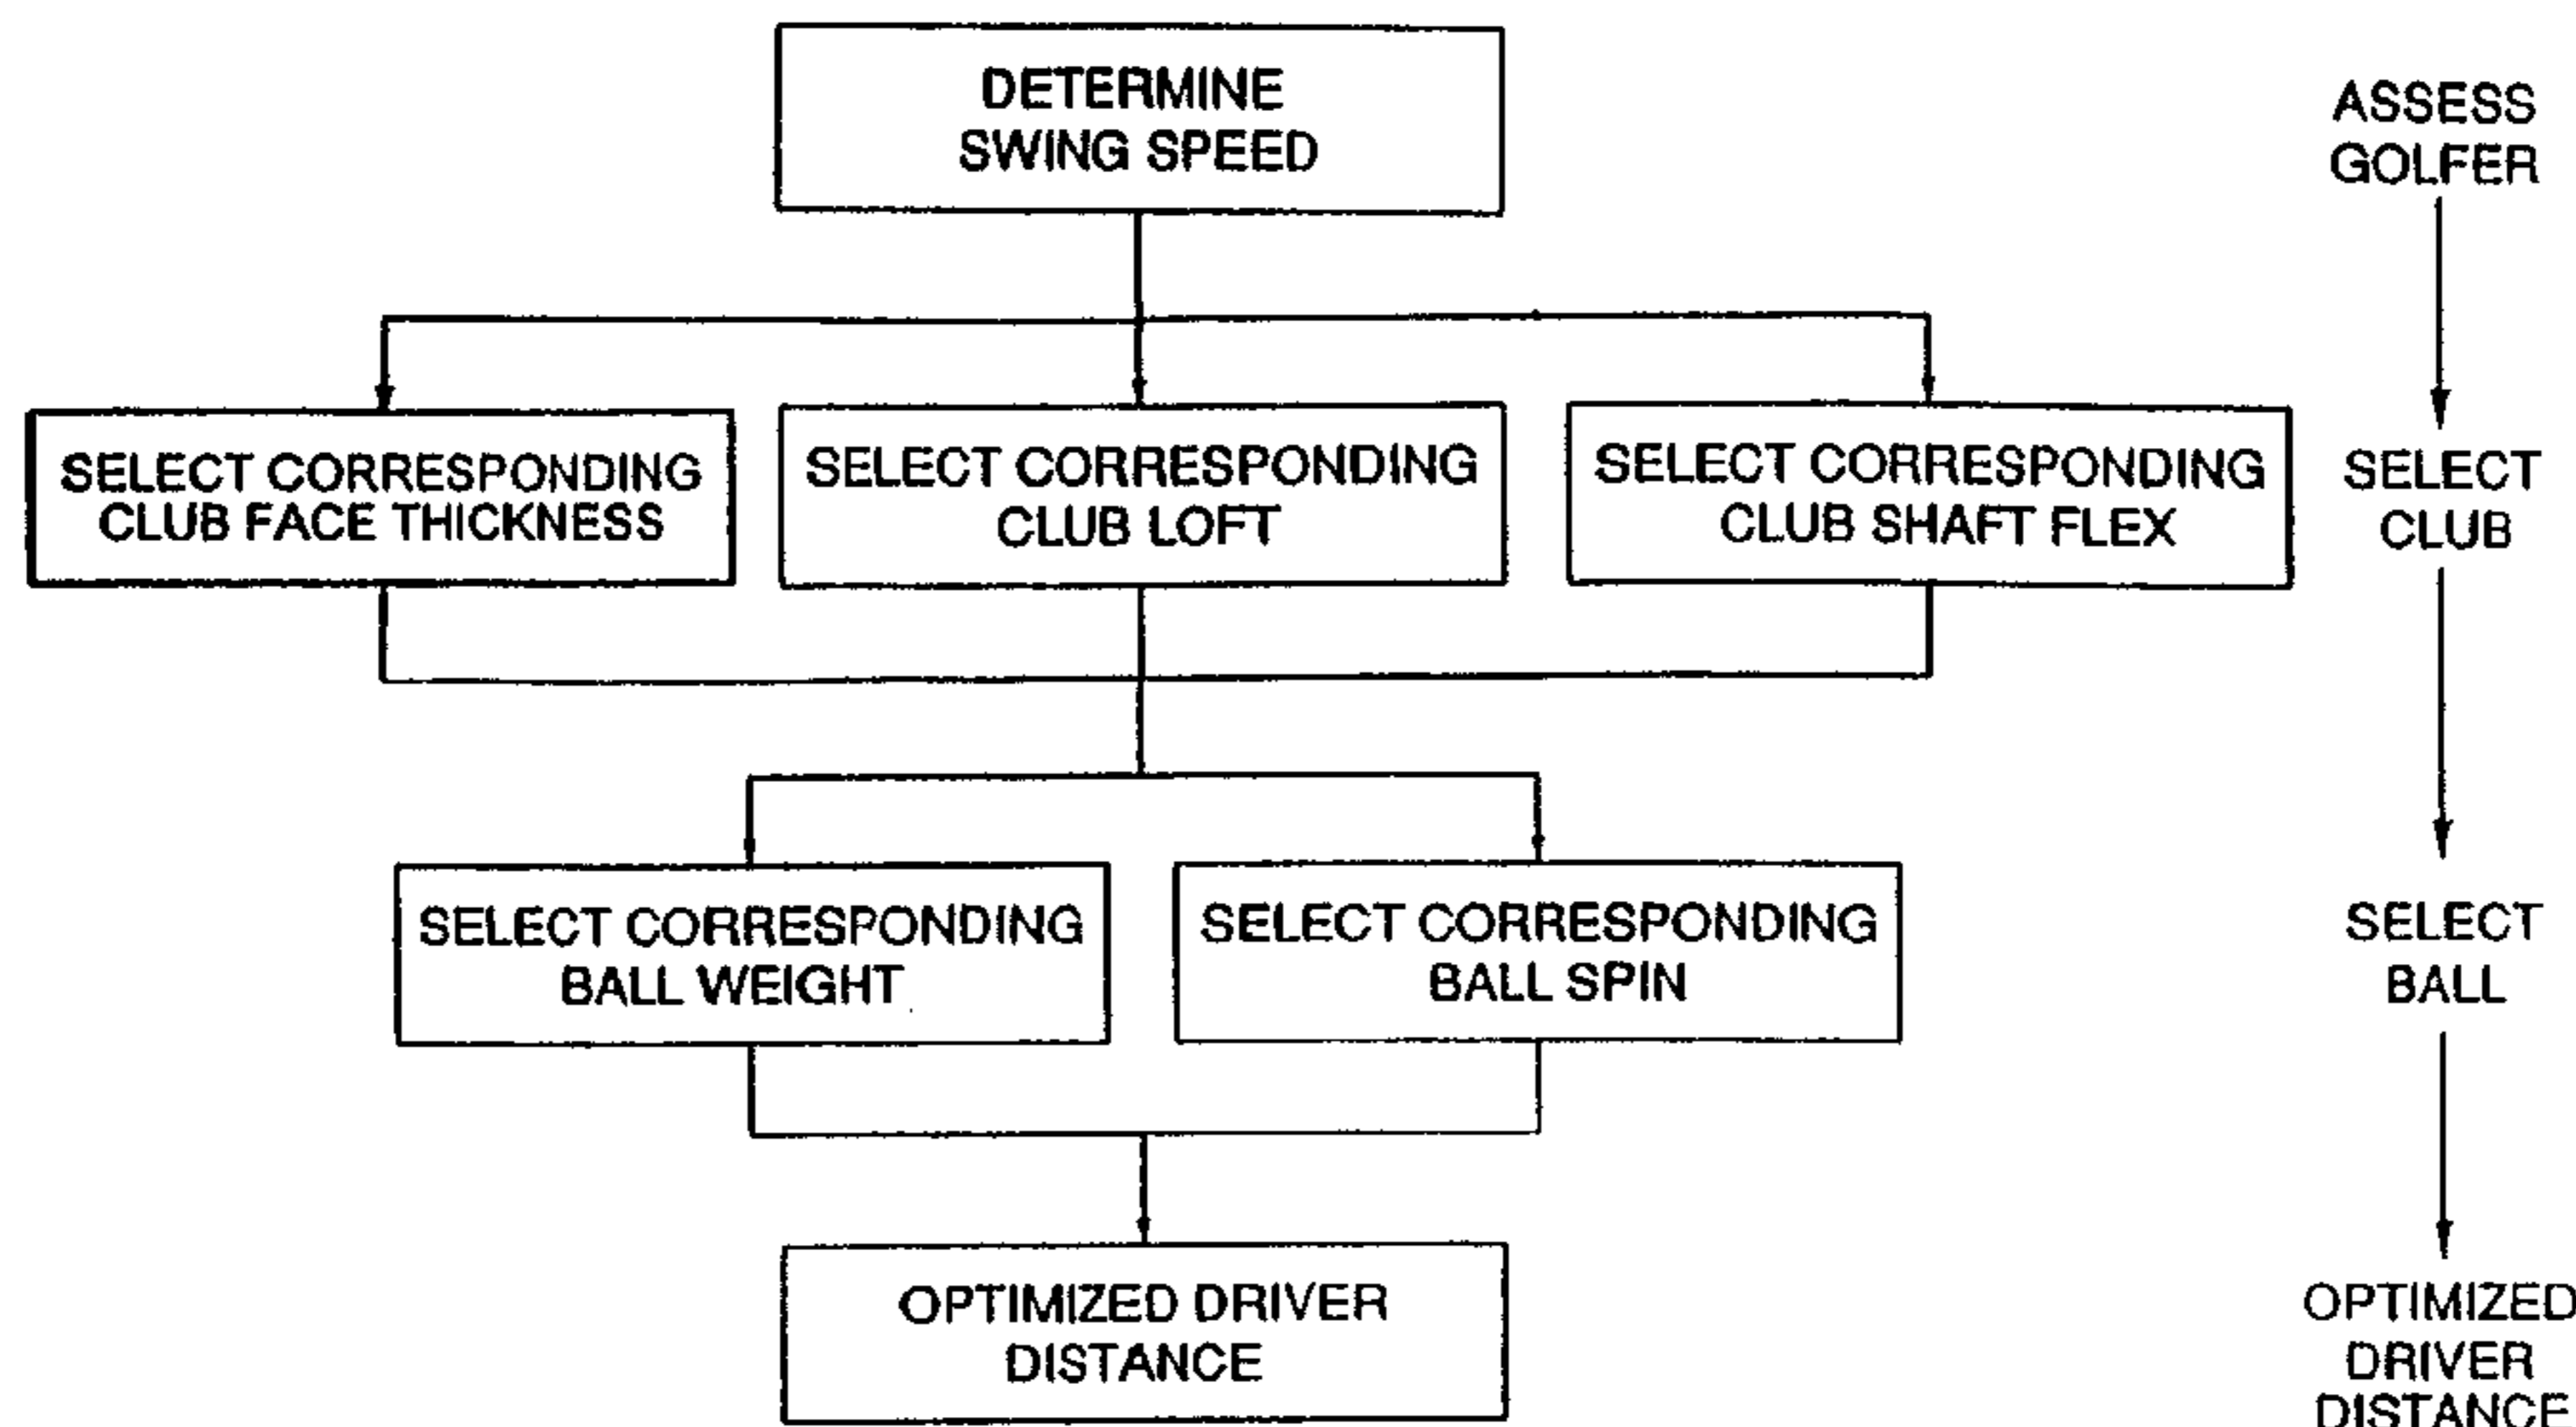 DETERMINE
SWING SPEED
ASSESS
GOLFER
SELECT CORRESPONDING
CLUB FACE THICKNESS
SELECT CORRESPONDING
CLUB LOFT
SELECT CORRESPONDING
CLUB SHAFT FLEX
SELECT
CLUB
SELECT CORRESPONDING
BALL WEIGHT
SELECT CORRESPONDING
BALL SPIN
SELECT
BALL
OPTIMIZED DRIVER
DISTANCE
OPTIMIZED
DRIVER
DISTANCE